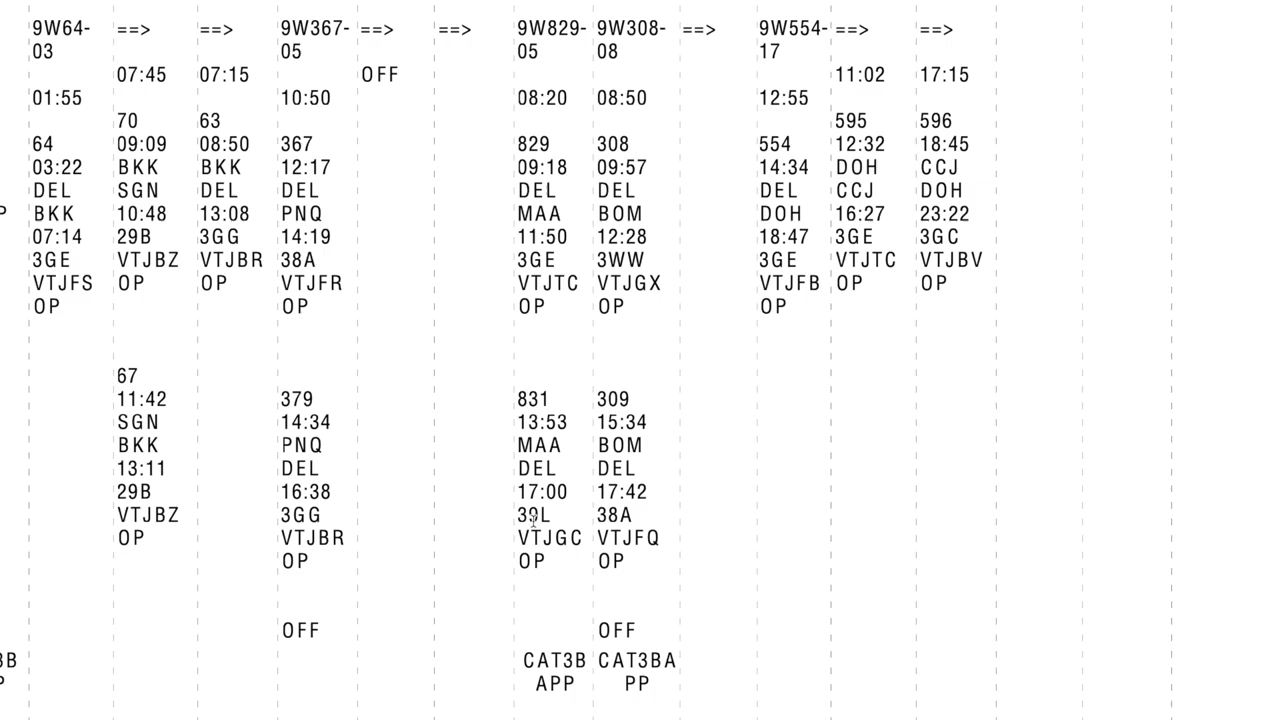 9W64- ==> ==> 9W367- ==> ==> 9W829- 9W308- ==> 9W554- ==> ==>
03 05 05 08 17
07:45 07:15 OFF 11:02 17:15
01:55 10:50 08:20 08:50 12:55
70 63 595 596
64 09:09 08:50 367 829 308 554 12:32 18:45
03:22 BKK BKK 12:17 09:18 09:57 14:34 DOH CCJ
DEL SGN DEL DEL DEL DEL DEL CCJ DOH
P BKK 10:48 13:08 PNQ MAA BOM DOH 16:27 23:22
07:14 29B 3GG 14:19 11:50 12:28 18:47 3GE 3GC
3GE VTJBZ VTJBR 38A 3GE 3WW 3GE VTJTC VTJBV
VTJFS OP OP VTJFR VTJTC VTJGX VTJFB OP OP
OP OP OP OP OP
67
11:42 379 831 309
SGN 14:34 13:53 15:34
BKK PNQ MAA BOM
13:11 DEL DEL DEL
29B 16:38 17:00 17:42
VTJBZ 3GG 39L 38A
OP VTJBR VTJGC VTJFQ
OP OP OP
OFF OFF
3B CAT3B CAT3BA
P APP PP